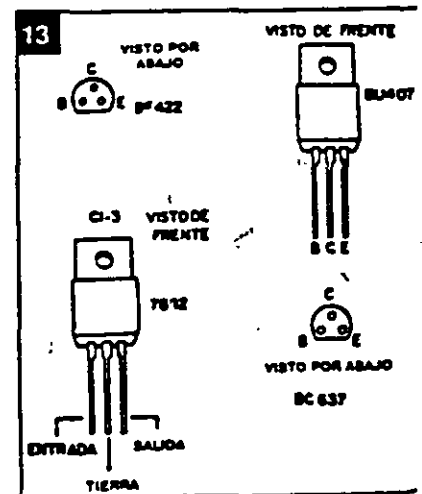 13
VISTO POR
ABAJO
C
B
E
BF422
VISTO DE FRENTE
BU407
B C E
CI-3
VISTO DE
FRENTE
7812
ENTRADA
SALIDA
TIERRA
C
B
E
VISTO POR ABAJO
BC 637